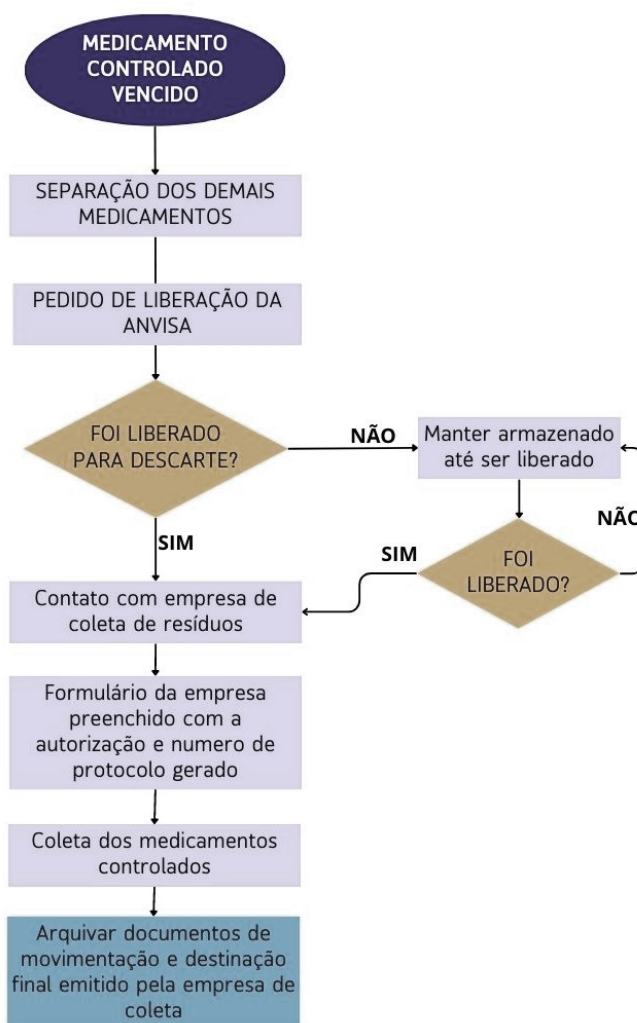 MEDICAMENTO
CONTROLADO
VENCIDO
SEPARAÇÃO DOS DEMAIS
MEDICAMENTOS
PEDIDO DE LIBERAÇÃO DA
ANVISA
FOI LIBERADO
PARA DESCARTE?
NÃO
Manter armazenado
até ser liberado
NÃO
SIM
SIM
FOI
LIBERADO?
Contato com empresa de
coleta de resíduos
Formulário da empresa
preenchido com a
autorização e numero de
protocolo gerado
Coleta dos medicamentos
controlados
Arquivar documentos de
movimentação e destinação
final emitido pela empresa de
coleta